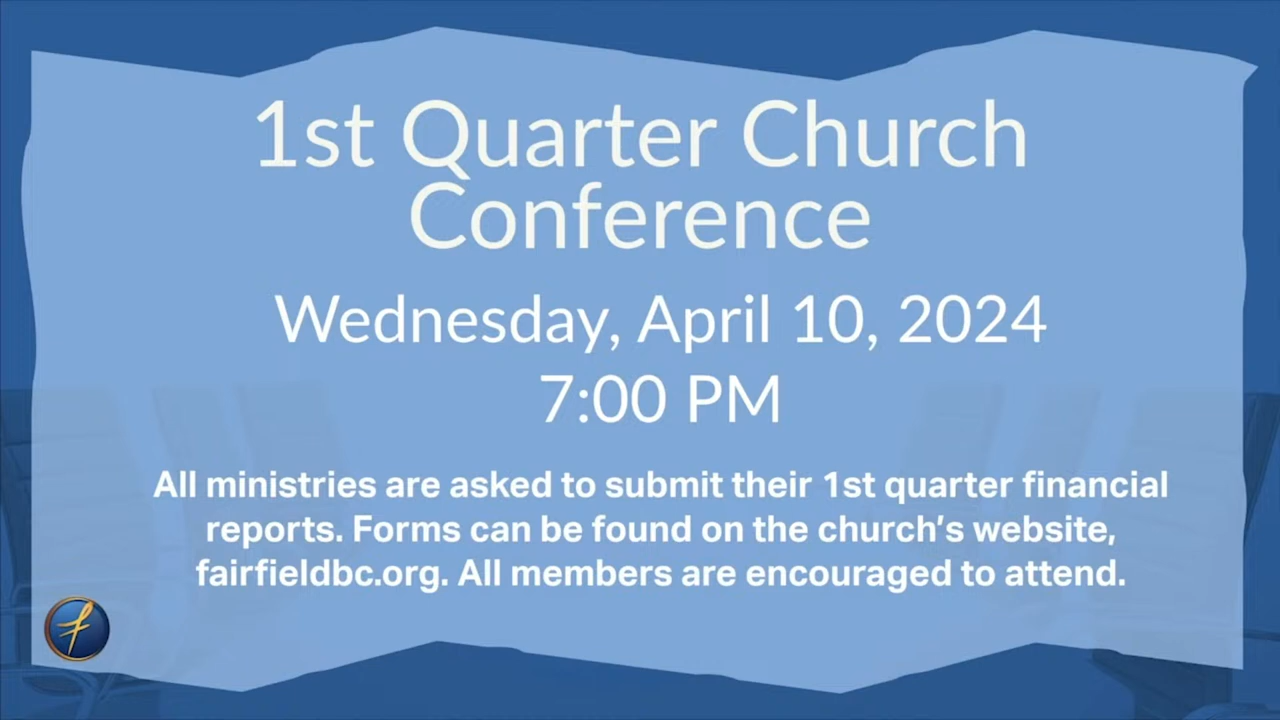 1st Quarter Church
Conference
Wednesday, April 10, 2024
7:00 PM
All ministries are asked to submit their 1st quarter financial
reports. Forms can be found on the church's website,
fairfieldbc.org. All members are encouraged to attend.
f